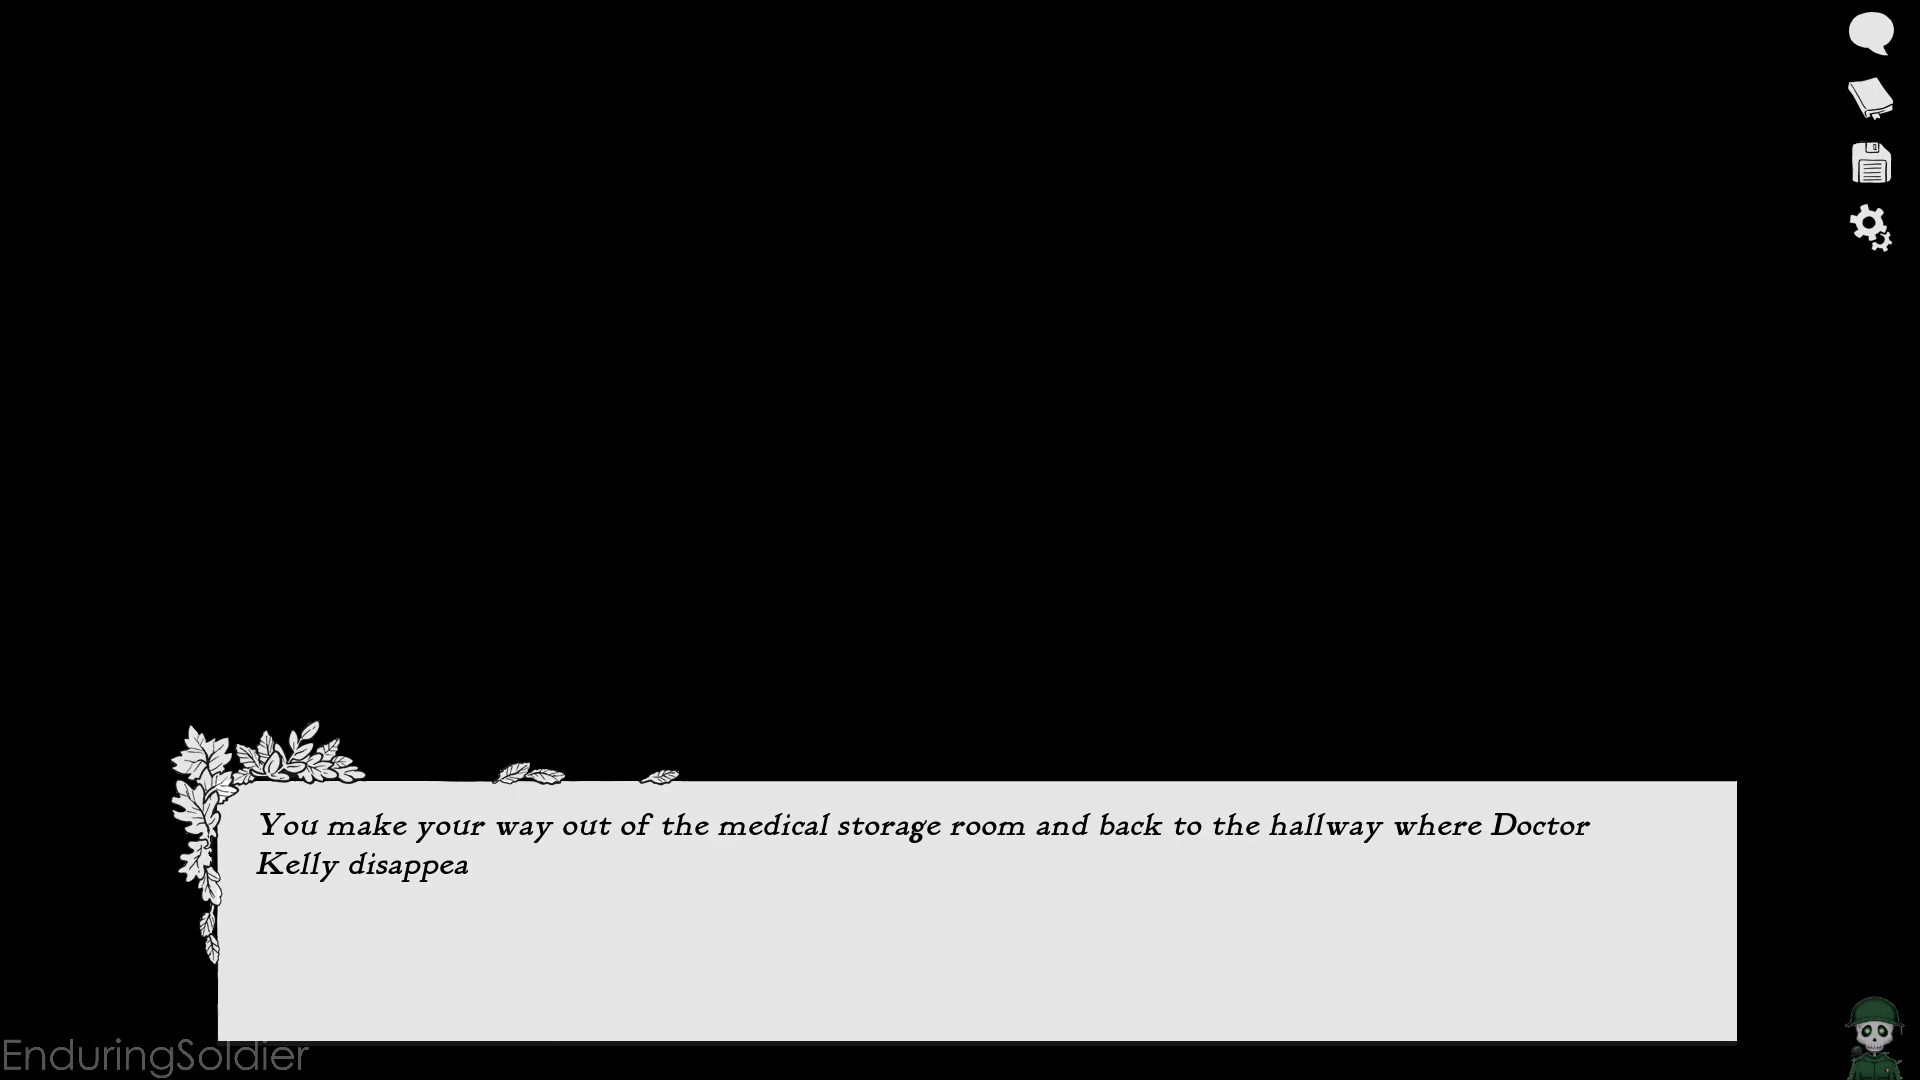 You make your way out of the medical storage room and back to the hallway where Doctor
Kelly disappea
EnduringSoldier